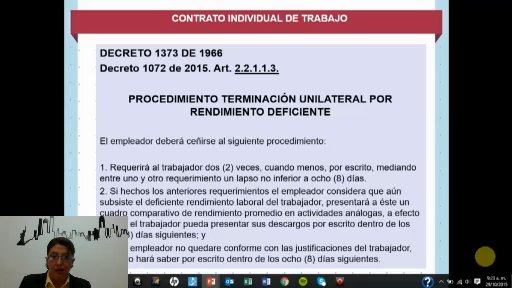 CONTRATO INDIVIDUAL DE TRABAJO
DECRETO 1373 DE 1966
Decreto 1072 de 2015. Art. 2.2.1.1.3.
PROCEDIMIENTO TERMINACIÓN UNILATERAL POR
RENDIMIENTO DEFICIENTE
El empleador deberá ceñirse al siguiente procedimiento:
1. Requerirá al trabajador dos (2) veces, cuando menos, por escrito, mediando
entre uno y otro requerimiento un lapso no inferior a ocho (8) días.
2. Si hechos los anteriores requerimientos el empleador considera que aún
subsiste el deficiente rendimiento laboral del trabajador, presentará a éste un
cuadro comparativo de rendimiento promedio en actividades análogas, a efecto
el trabajador pueda presentar sus descargos por escrito dentro de los
) días siguientes; y
empleador no quedare conforme con las justificaciones del trabajador,
o hará saber por escrito dentro de los ocho (8) días siguientes.
9:23 a. m.
29/10/2015